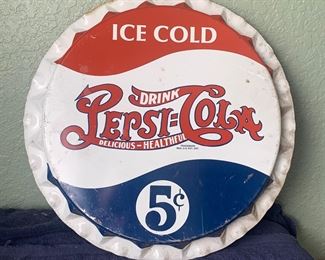 ICE COLD
DRINK
PEPSI=COLA
DELICIOUS-HEALTHFUL
5¢